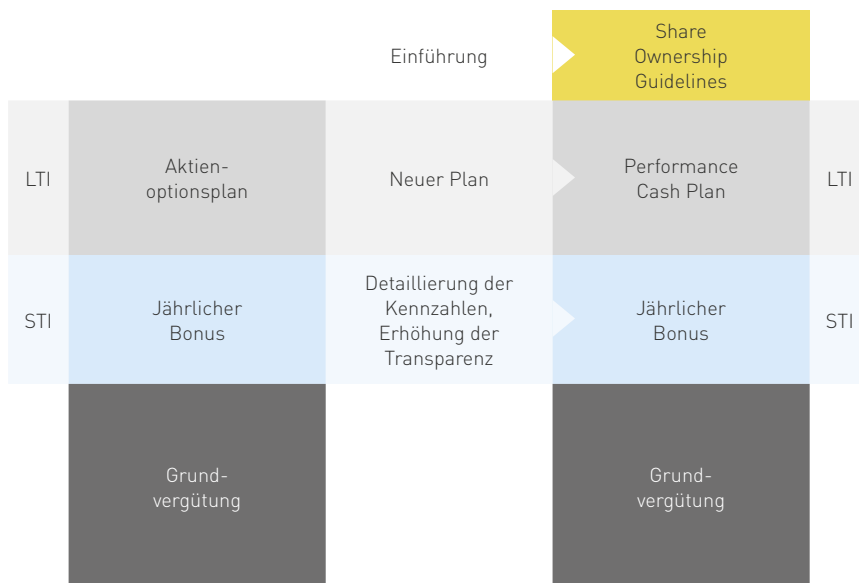 Einführung
Share
Ownership
Guidelines
LTI
Aktien-
optionsplan
Neuer Plan
Performance
Cash Plan
LTI
STI
Jährlicher
Bonus
Detaillierung der
Kennzahlen,
Erhöhung der
Transparenz
Jährlicher
Bonus
STI
Grund-
vergütung
Grund-
vergütung